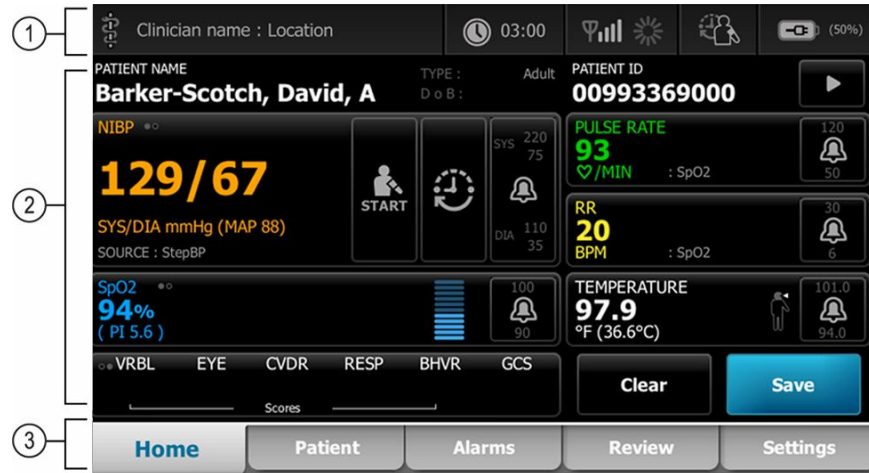 1
Clinician name : Location
03:00
(50%)
2
PATIENT NAME
Barker-Scotch, David, A
TYPE : Adult
D o B :
PATIENT ID
00993369000
NIBP
129/67
SYS/DIA mmHg (MAP 88)
SOURCE : StepBP
START
SYS 220
75
DIA 110
35
PULSE RATE
93
/MIN : SpO2
120
50
RR
20
BPM : SpO2
30
6
SpO2
94%
( PI 5.6 )
100
90
TEMPERATURE
97.9
°F (36.6°C)
101.0
94.0
VRBL EYE CVDR RESP BHVR GCS
Scores
Clear
Save
3
Home Patient Alarms Review Settings